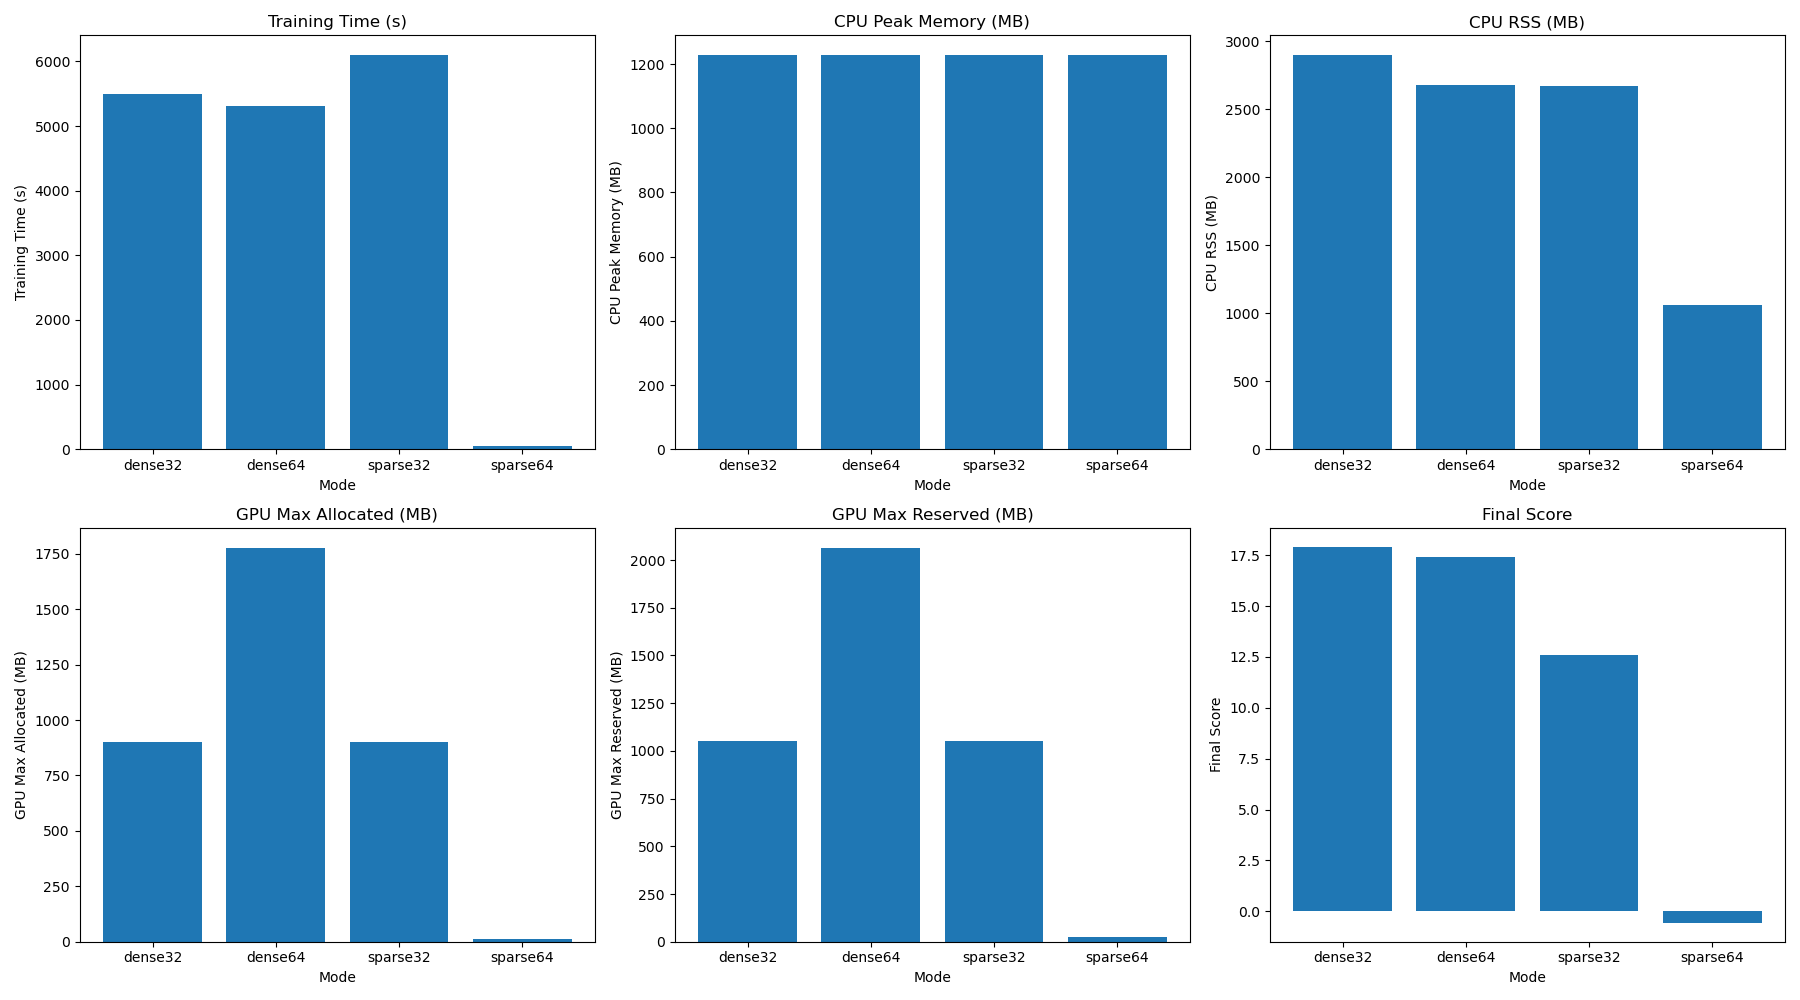 Training Time (s)
Training Time (s)
6000
5000
4000
3000
2000
1000
0
dense32 dense64 sparse32 sparse64
Mode
CPU Peak Memory (MB)
CPU Peak Memory (MB)
1200
1000
800
600
400
200
0
dense32 dense64 sparse32 sparse64
Mode
CPU RSS (MB)
CPU RSS (MB)
3000
2500
2000
1500
1000
500
0
dense32 dense64 sparse32 sparse64
Mode
GPU Max Allocated (MB)
GPU Max Allocated (MB)
1750
1500
1250
1000
750
500
250
0
dense32 dense64 sparse32 sparse64
Mode
GPU Max Reserved (MB)
GPU Max Reserved (MB)
2000
1750
1500
1250
1000
750
500
250
0
dense32 dense64 sparse32 sparse64
Mode
Final Score
Final Score
17.5
15.0
12.5
10.0
7.5
5.0
2.5
0.0
dense32 dense64 sparse32 sparse64
Mode